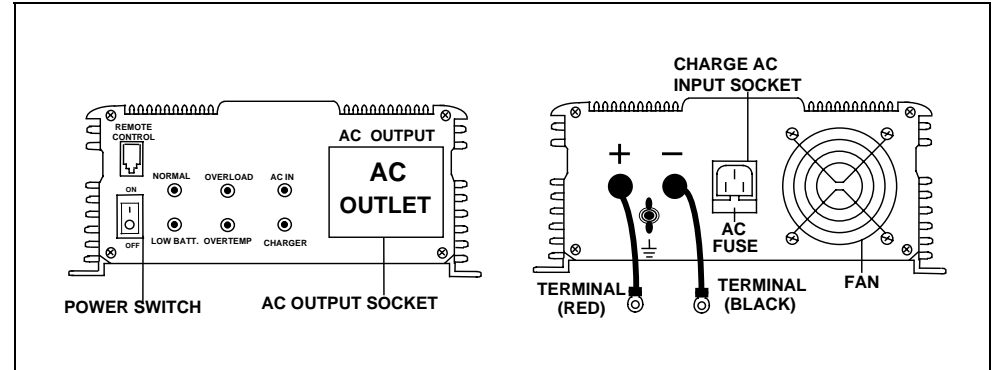 REMOTE
CONTROL
AC OUTPUT
NORMAL
OVERLOAD
AC IN
ON
I
O
OFF
LOW BATT.
OVERTEMP
CHARGER
AC
OUTLET
POWER SWITCH
AC OUTPUT SOCKET
CHARGE AC
INPUT SOCKET
+
−
AC
FUSE
TERMINAL
(RED)
TERMINAL
(BLACK)
FAN